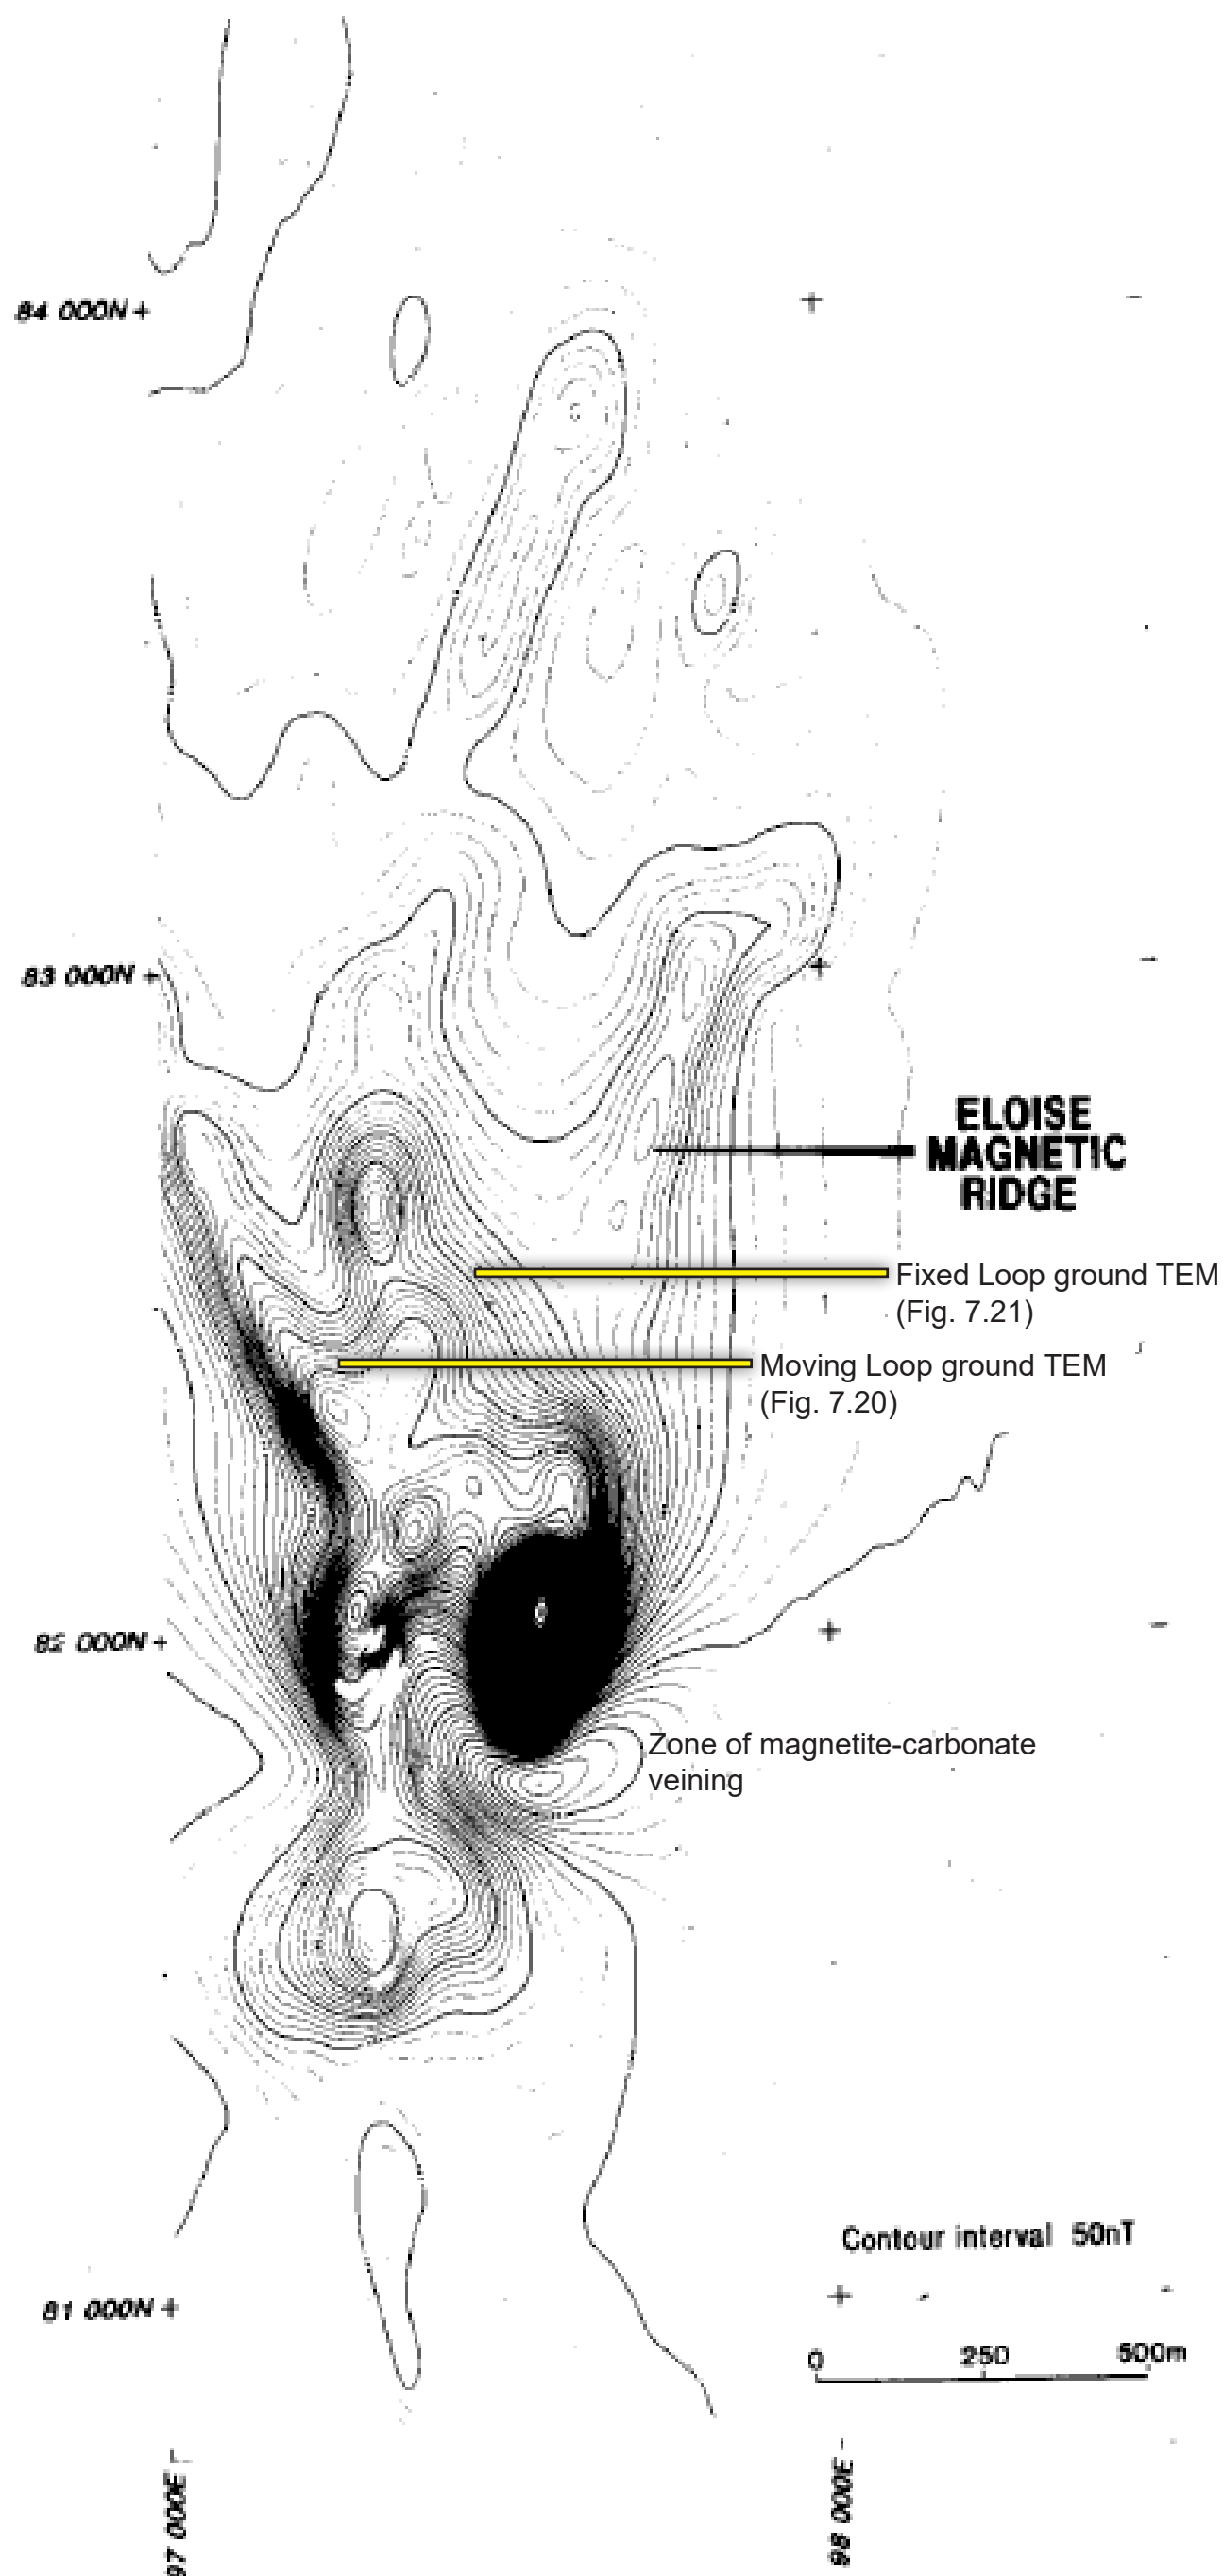 84 000N +
83 000N +
ELOISE
MAGNETIC
RIDGE
Fixed Loop ground TEM
(Fig. 7.21)
Moving Loop ground TEM
(Fig. 7.20)
82 000N +
Zone of magnetite-carbonate
veining
Contour interval 50nT
81 000N +
0 250 500m
97 000E
98 000E